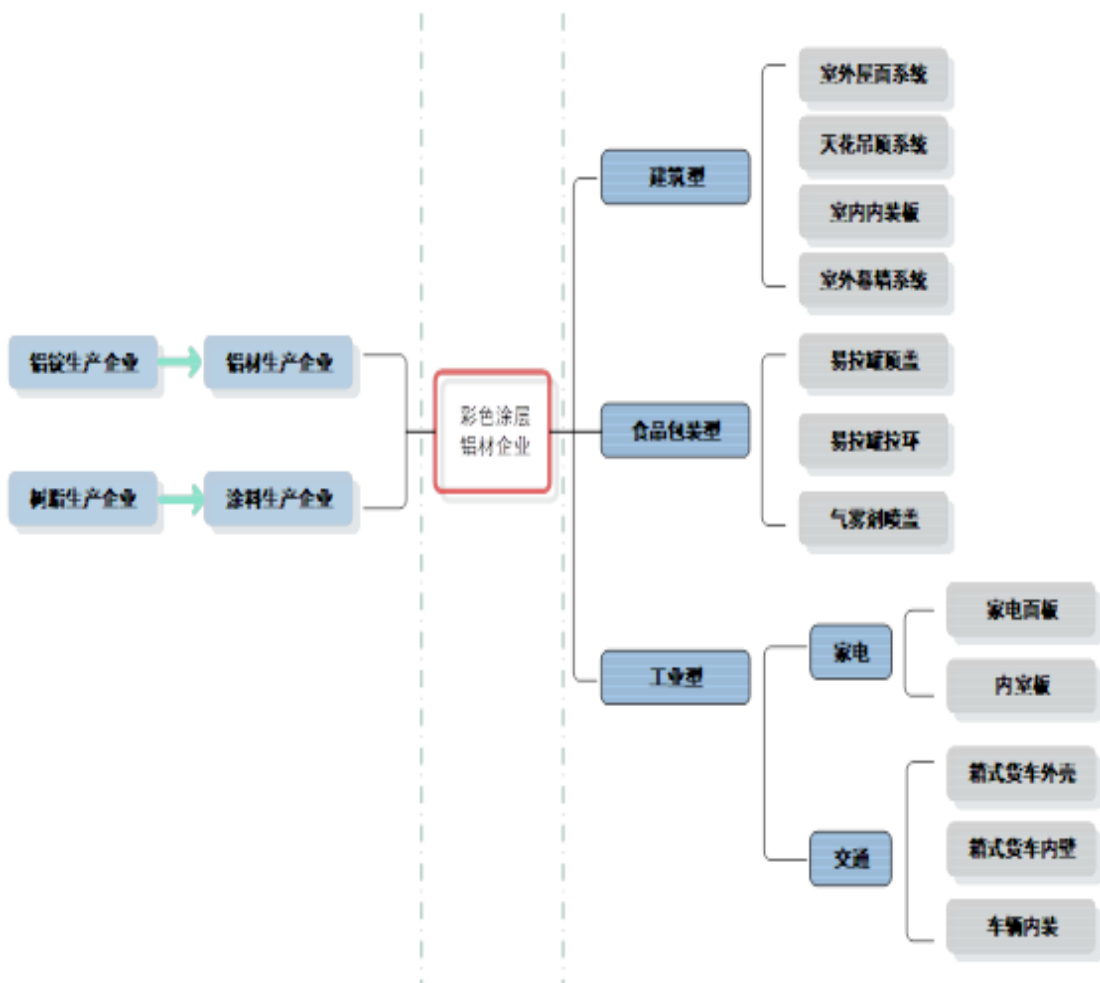 铝锭生产企业
铝材生产企业
树脂生产企业
涂料生产企业
彩色涂层
铝材企业
建筑型
室外屋面系统
天花吊顶系统
室内内装板
室外幕墙系统
食品包装型
易拉罐顶盖
易拉罐拉环
气雾剂喷盖
工业型
家电
家电面板
内室板
交通
箱式货车外壳
箱式货车内壁
车辆内装